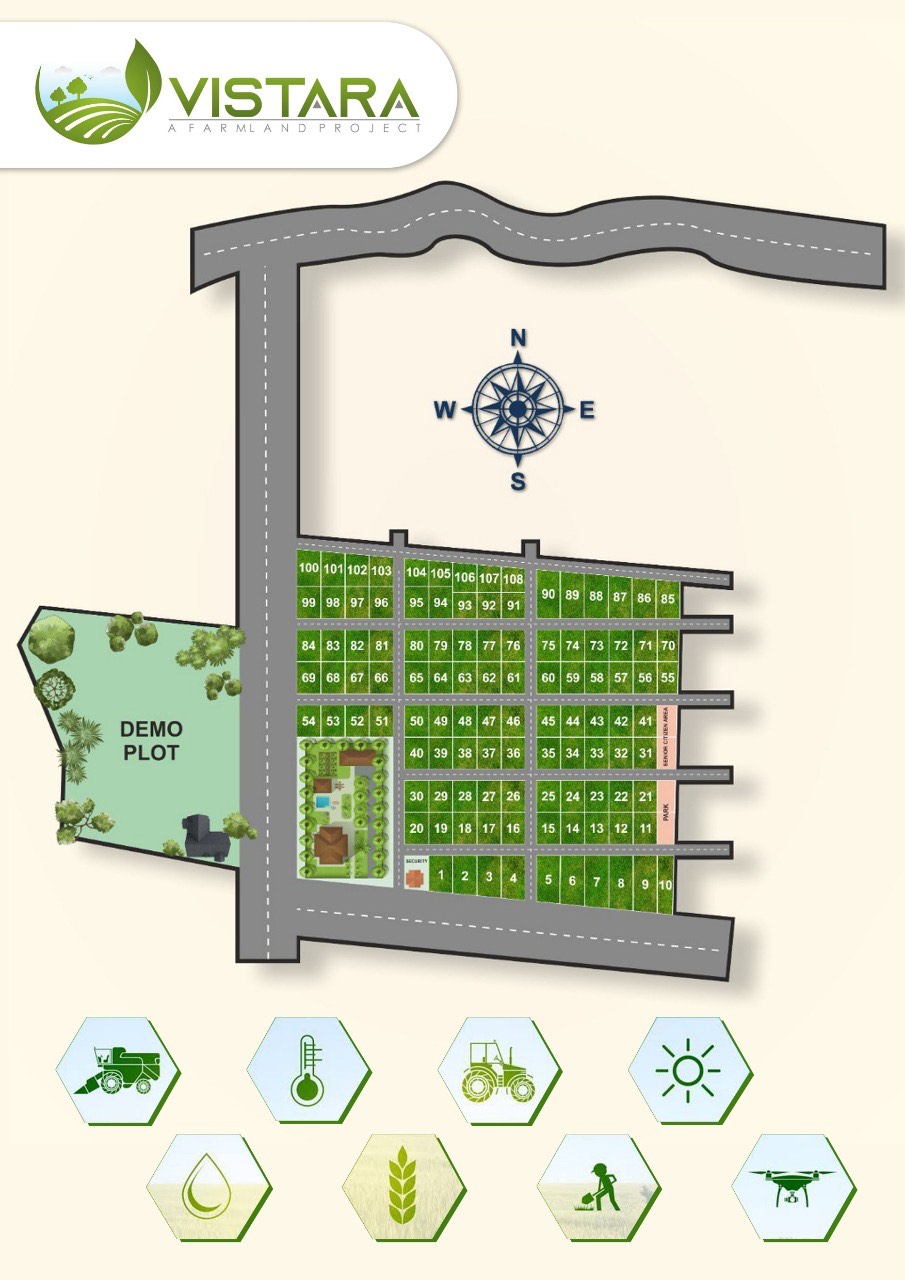 VISTARA
A FARMLAND PROJECT
N
W E
S
100 101 102 103 104 105 106 107 108
90 89 88 87 86 85
99 98 97 96 95 94 93 92 91
84 83 82 81 80 79 78 77 76 75 74 73 72 71 70
69 68 67 66 65 64 63 62 61 60 59 58 57 56 55
DEMO
PLOT
54 53 52 51 50 49 48 47 46 45 44 43 42 41
SENIOR CITIZEN AREA
40 39 38 37 36 35 34 33 32 31
30 29 28 27 26 25 24 23 22 21
PARK
20 19 18 17 16 15 14 13 12 11
SECURITY
1 2 3 4 5 6 7 8 9 10